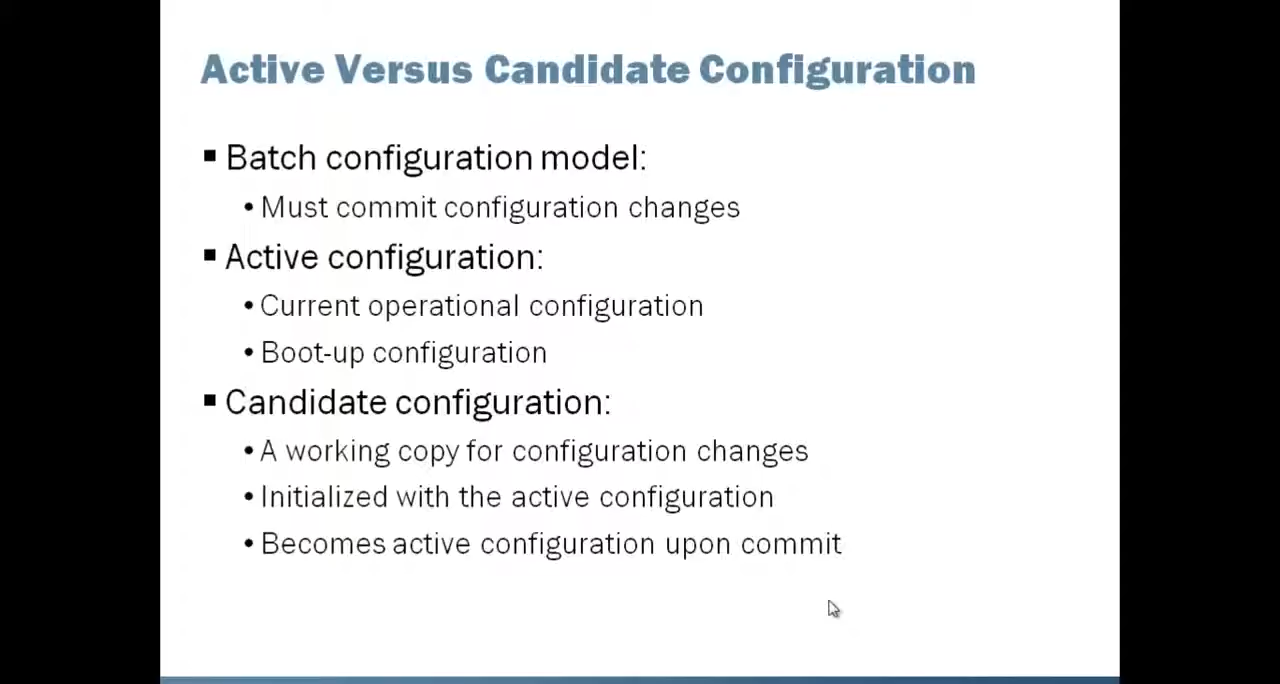 Active Versus Candidate Configuration
▪ Batch configuration model:
• Must commit configuration changes
▪ Active configuration:
• Current operational configuration
• Boot-up configuration
▪ Candidate configuration:
• A working copy for configuration changes
• Initialized with the active configuration
• Becomes active configuration upon commit